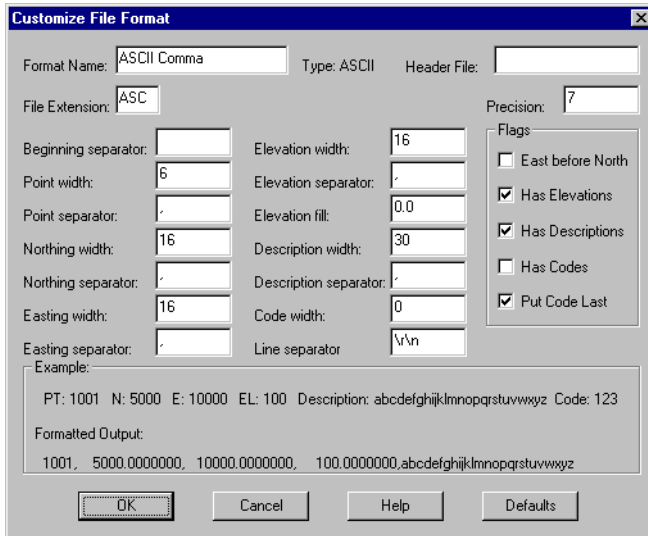 Customize File Format
Format Name: ASCII Comma Type: ASCII Header File:
File Extension: ASC Precision: 7
Beginning separator: Elevation width: 16
Point width: 6 Elevation separator: ,
Point separator: , Elevation fill: 0.0
Northing width: 16 Description width: 30
Northing separator: , Description separator: ,
Easting width: 16 Code width: 0
Easting separator: , Line separator \r\n
Flags
East before North
Has Elevations
Has Descriptions
Has Codes
Put Code Last
Example:
PT: 1001 N: 5000 E: 10000 EL: 100 Description: abcdefghijklmnopqrstuvwxyz Code: 123
Formatted Output:
1001, 5000.0000000, 10000.0000000, 100.0000000,abcdefghijklmnopqrstuvwxyz
OK Cancel Help Defaults